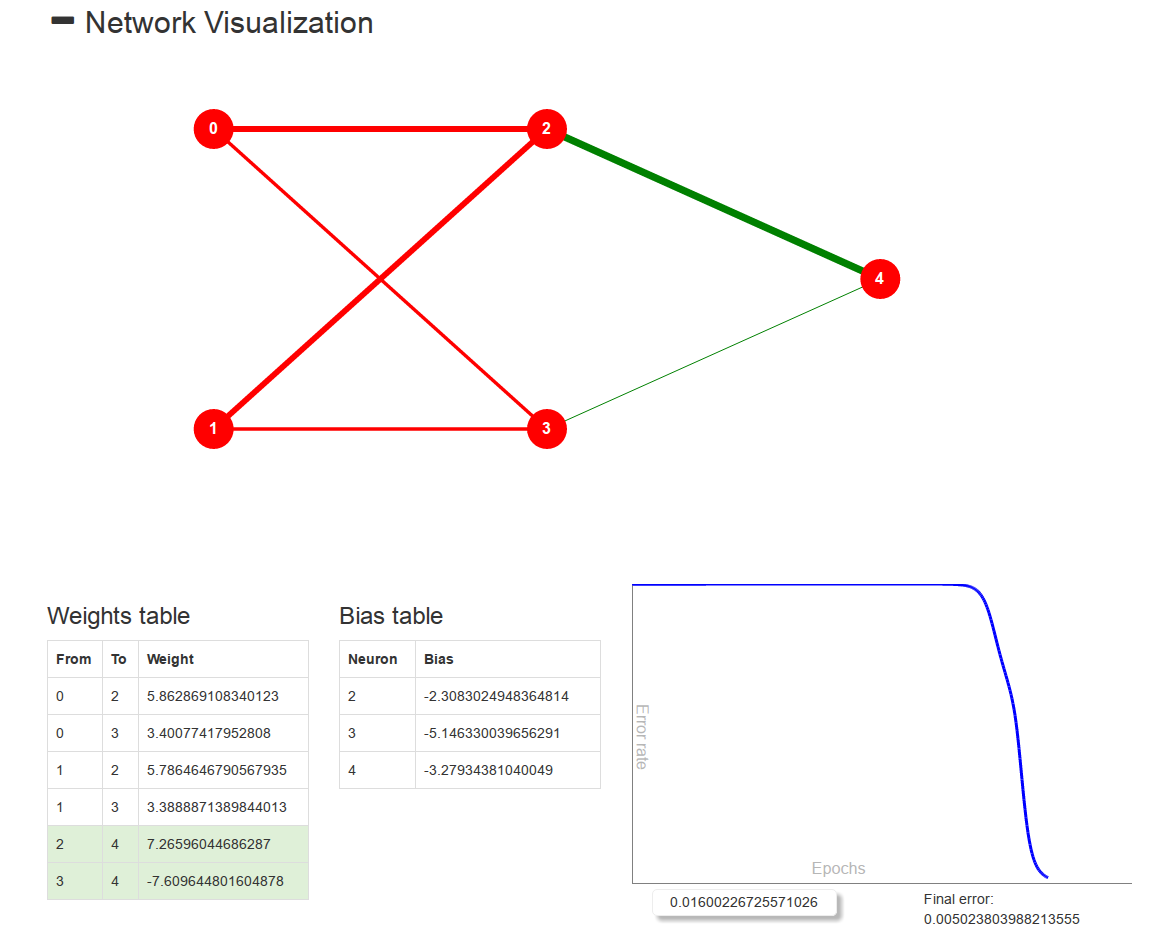 Network Visualization
0
2
4
1
3
Weights table
From To Weight
0 2 5.862869108340123
0 3 3.40077417952808
1 2 5.7864646790567935
1 3 3.3888871389844013
2 4 7.26596044686287
3 4 -7.609644801604878
Bias table
Neuron Bias
2 -2.3083024948364814
3 -5.146330039656291
4 -3.27934381040049
Error rate
Epochs
0.01600226725571026
Final error:
0.005023803988213555